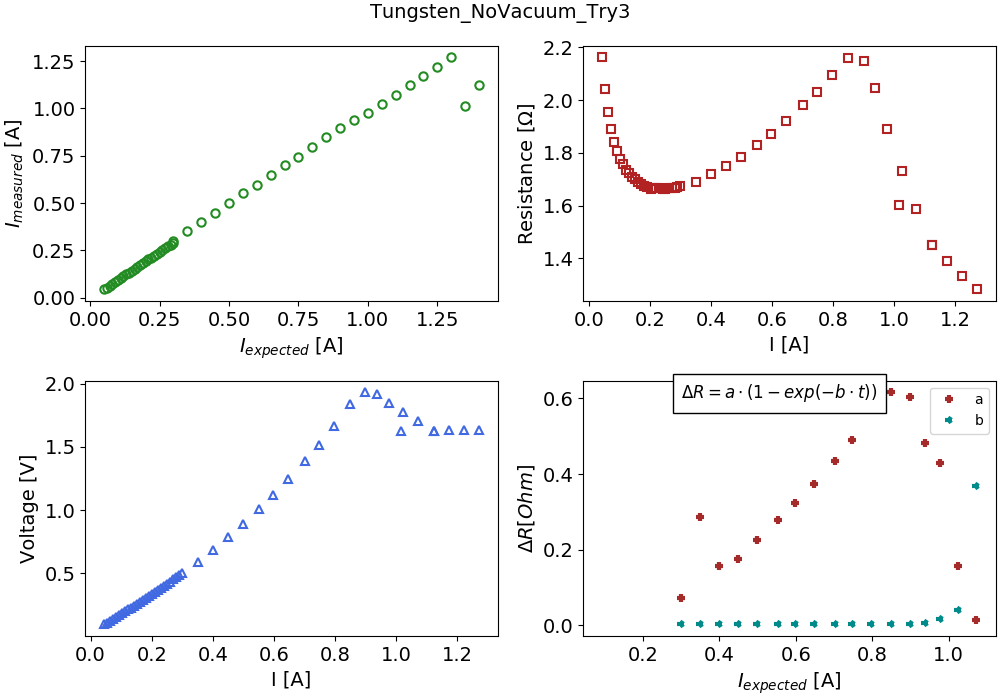 Tungsten_NoVacuum_Try3
I_measured [A]
1.25
1.00
0.75
0.50
0.25
0.00
0.00 0.25 0.50 0.75 1.00 1.25
I_expected [A]
Resistance [Ω]
2.2
2.0
1.8
1.6
1.4
0.0 0.2 0.4 0.6 0.8 1.0 1.2
I [A]
Voltage [V]
2.0
1.5
1.0
0.5
0.0 0.2 0.4 0.6 0.8 1.0 1.2
I [A]
ΔR = a · (1 − exp(−b · t))
a
b
ΔR[Ohm]
0.6
0.4
0.2
0.0
0.2 0.4 0.6 0.8 1.0
I_expected [A]